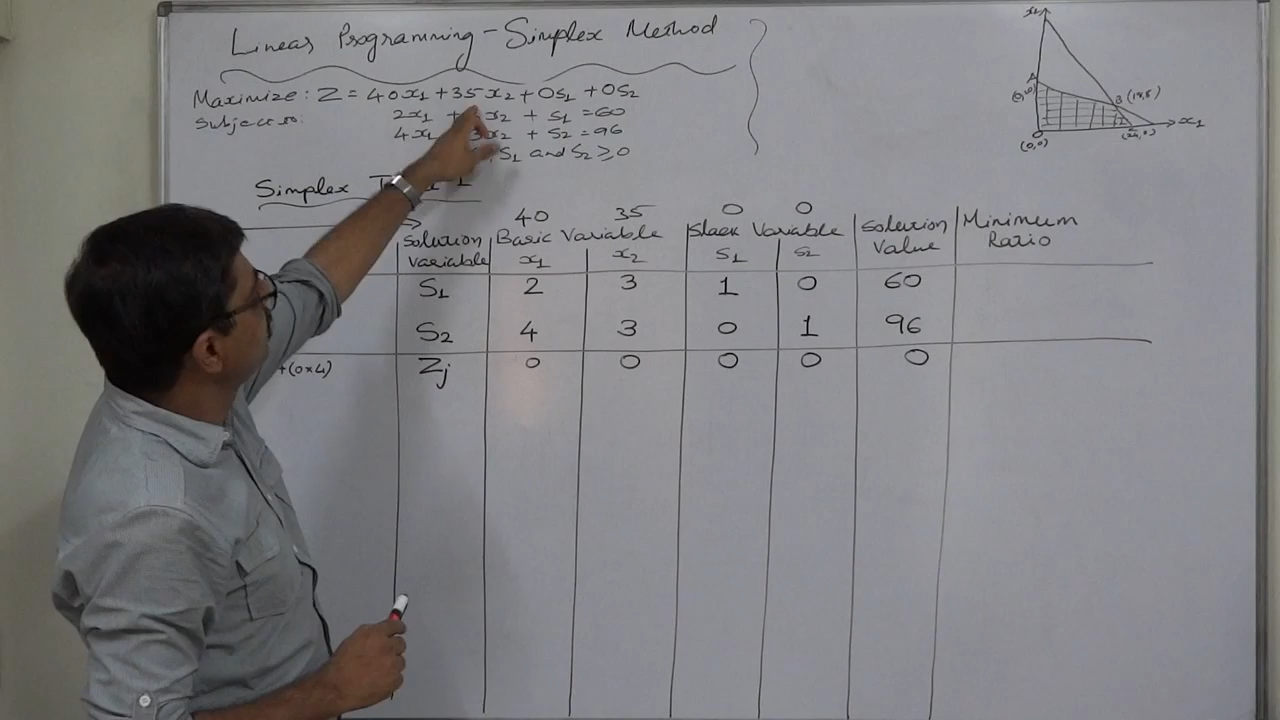 Linear Programming - Simplex Method
Maximize: Z = 40x1 + 35x2 + 0S1 + 0S2
Subject to: 2x1 + x2 + S1 = 60
4x1 3x2 + S2 = 96
S1 and S2 ≥ 0
Simplex
40 35 0 0
Solution Variable Basic Variable Slack Variable Solution Value Minimum Ratio
x1 x2 S1 S2
S1 2 3 1 0 60
S2 4 3 0 1 96
+(0×4) Zj 0 0 0 0 0
A
B (18,8)
x1
O
(0,0)